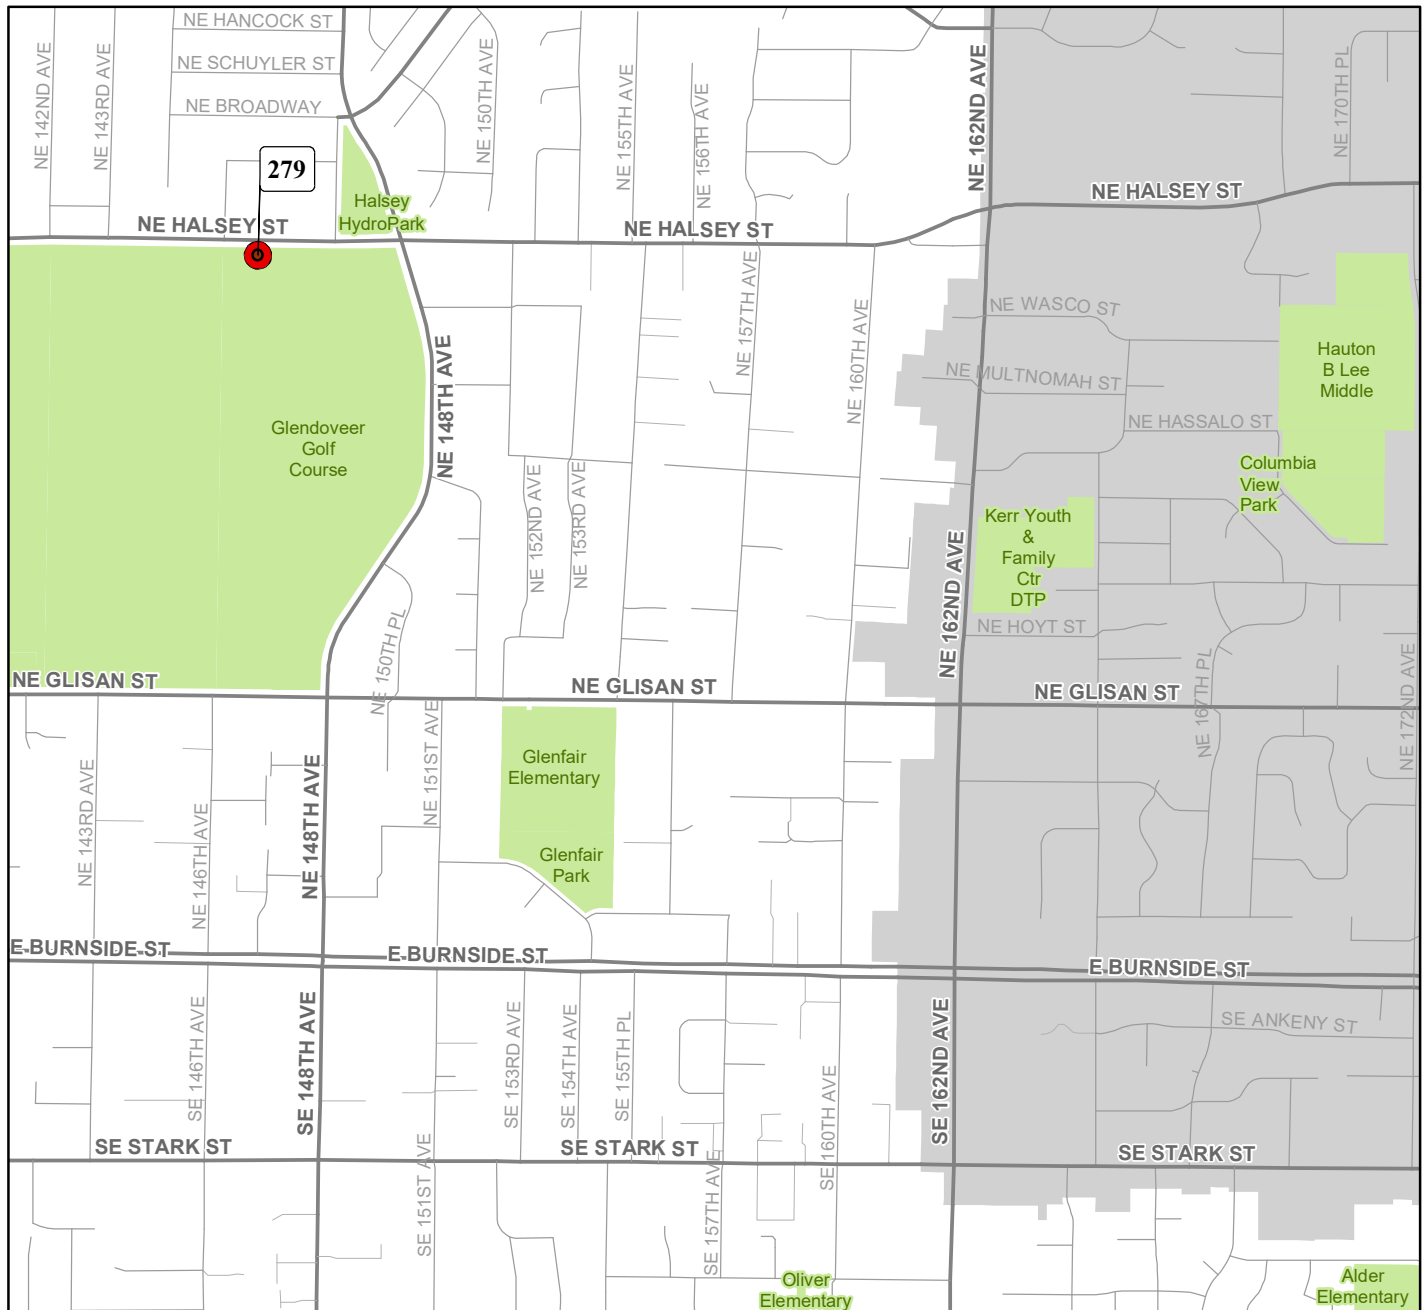 NE HANCOCK ST
NE SCHUYLER ST
NE BROADWAY
NE 142ND AVE
NE 143RD AVE
NE 150TH AVE
NE 155TH AVE
NE 156TH AVE
NE 162ND AVE
NE 170TH PL
279
Halsey
HydroPark
NE HALSEY ST
NE HALSEY ST
NE HALSEY ST
NE WASCO ST
NE MULTNOMAH ST
NE HASSALO ST
Hauton
B Lee
Middle
Columbia
View
Park
NE 148TH AVE
NE 157TH AVE
NE 160TH AVE
Glendoveer
Golf
Course
NE 152ND AVE
NE 153RD AVE
NE 162ND AVE
Kerr Youth
&
Family
Ctr
DTP
NE HOYT ST
NE 150TH PL
NE 167TH PL
NE 172ND AVE
NE GLISAN ST
NE GLISAN ST
NE GLISAN ST
NE 143RD AVE
NE 146TH AVE
NE 148TH AVE
NE 151ST AVE
Glenfair
Elementary
Glenfair
Park
E BURNSIDE ST
E BURNSIDE ST
E BURNSIDE ST
SE 146TH AVE
SE 148TH AVE
SE 153RD AVE
SE 154TH AVE
SE 155TH PL
SE 160TH AVE
SE 162ND AVE
SE ANKENY ST
SE STARK ST
SE STARK ST
SE STARK ST
SE 151ST AVE
SE 157TH AVE
Oliver
Elementary
Alder
Elementary